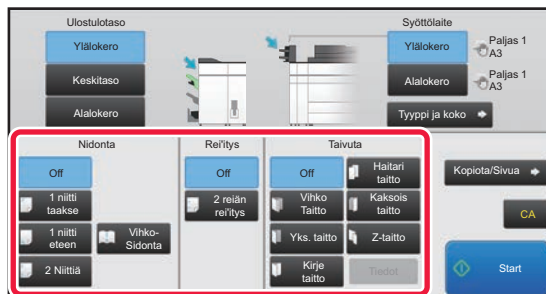 Ulostulotaso
Syöttölaite
Ylälokero
Ylälokero
Paljas 1
A3
Keskitaso
Alalokero
Paljas 1
A3
Alalokero
Tyyppi ja koko
Nidonta
Rei'itys
Taivuta
Off
Off
Off
Haitari
taitto
Kopiota/Sivua
1 niitti
taakse
2 reiän
rei'itys
Vihko
Taitto
Kaksois
taitto
CA
1 niitti
eteen
Vihko-
Sidonta
Yks. taitto
Z-taitto
2 Niittiä
Kirje
taitto
Tiedot
Start